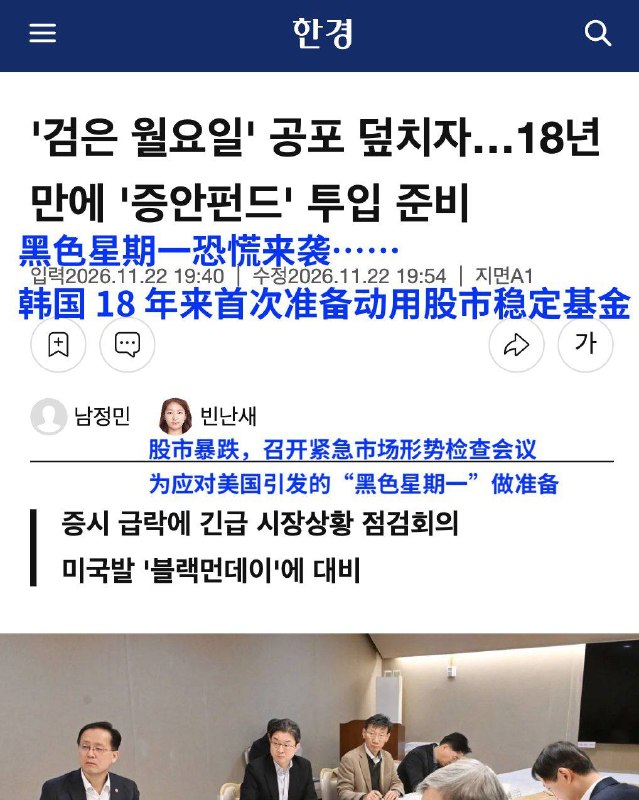 한경
'검은 월요일' 공포 덮치자…18년
만에 '증안펀드' 투입 준비
黑色星期一恐慌来袭……
입력2026.11.22 19:40 | 수정2026.11.22 19:54 | 지면A1
韩国 18 年来首次准备动用股市稳定基金
가
남정민 빈난새
股市暴跌，召开紧急市场形势检查会议
为应对美国引发的“黑色星期一”做准备
증시 급락에 긴급 시장상황 점검회의
미국발 '블랙먼데이'에 대비